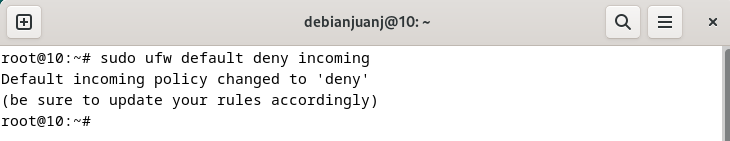 debianjuanj@10: ~
root@10:~# sudo ufw default deny incoming
Default incoming policy changed to 'deny'
(be sure to update your rules accordingly)
root@10:~#